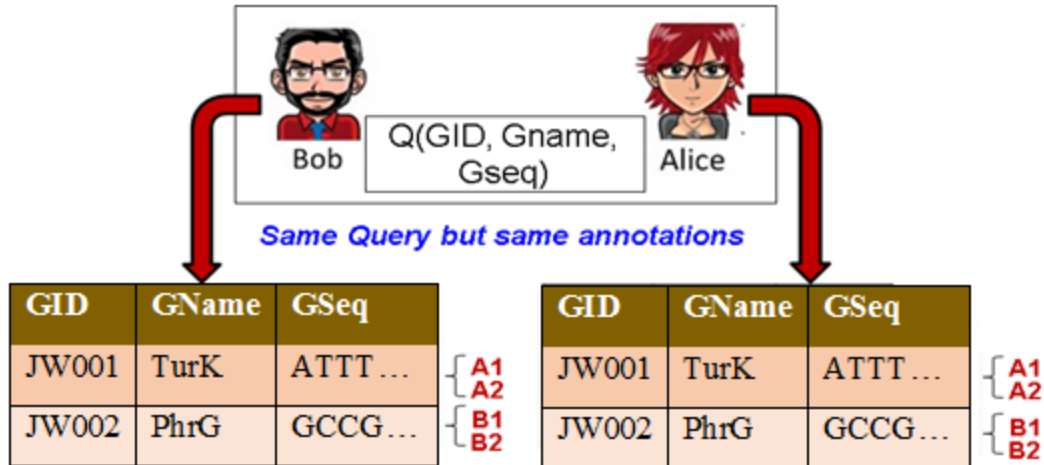 Bob
Q(GID, Gname,
Gseq)
Alice
Same Query but same annotations
GID GName GSeq
JW001 TurK ATTT... A1
A2
JW002 PhrG GCCG... B1
B2
GID GName GSeq
JW001 TurK ATTT... A1
A2
JW002 PhrG GCCG... B1
B2